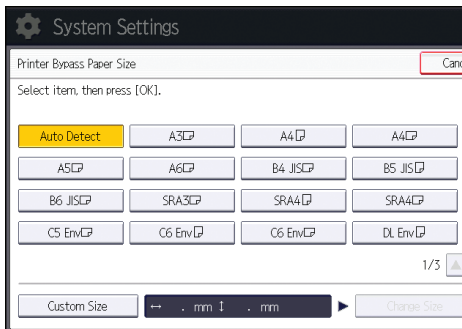 System Settings
Printer Bypass Paper Size
Canc
Select item, then press [OK].
Auto Detect A3 A4 A4
A5 A6 B4 JIS B5 JIS
B6 JIS SRA3 SRA4 SRA4
C5 Env C6 Env C6 Env DL Env
1/3
Custom Size ↔ . mm ↕ . mm Change Size